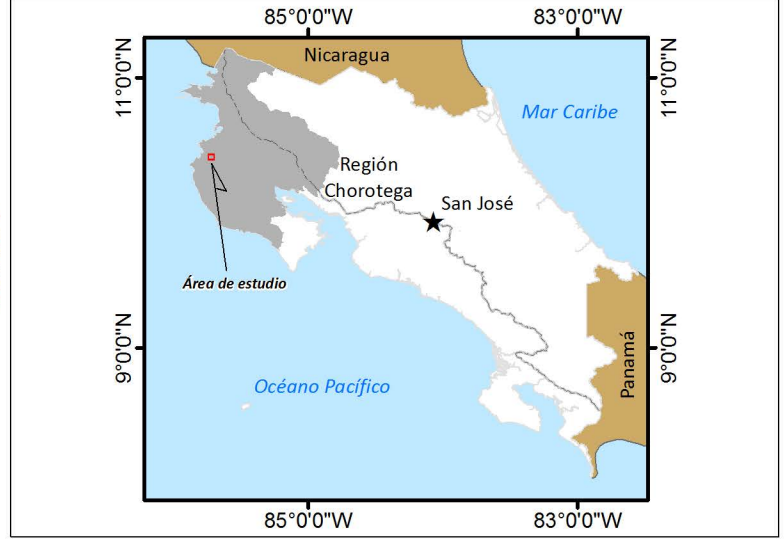 85°0'0"W 83°0'0"W
Nicaragua
11°0'0"N
11°0'0"N
Mar Caribe
Región
Chorotega
San José
Área de estudio
9°0'0"N
9°0'0"N
Panamá
Océano Pacífico
85°0'0"W 83°0'0"W